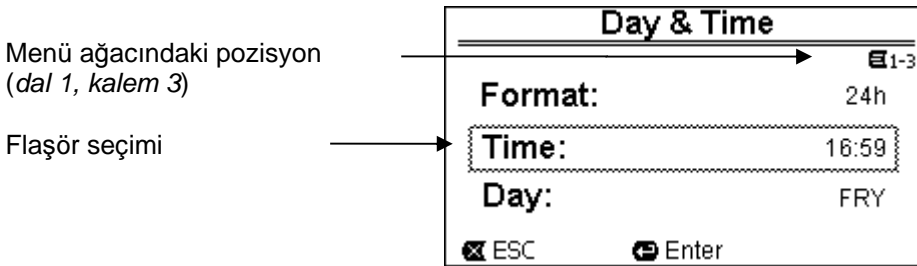 Day & Time
Menü ağacındaki pozisyon
(dal 1, kalem 3)
1-3
Format: 24h
Flaşör seçimi
Time: 16:59
Day: FRY
ESC Enter